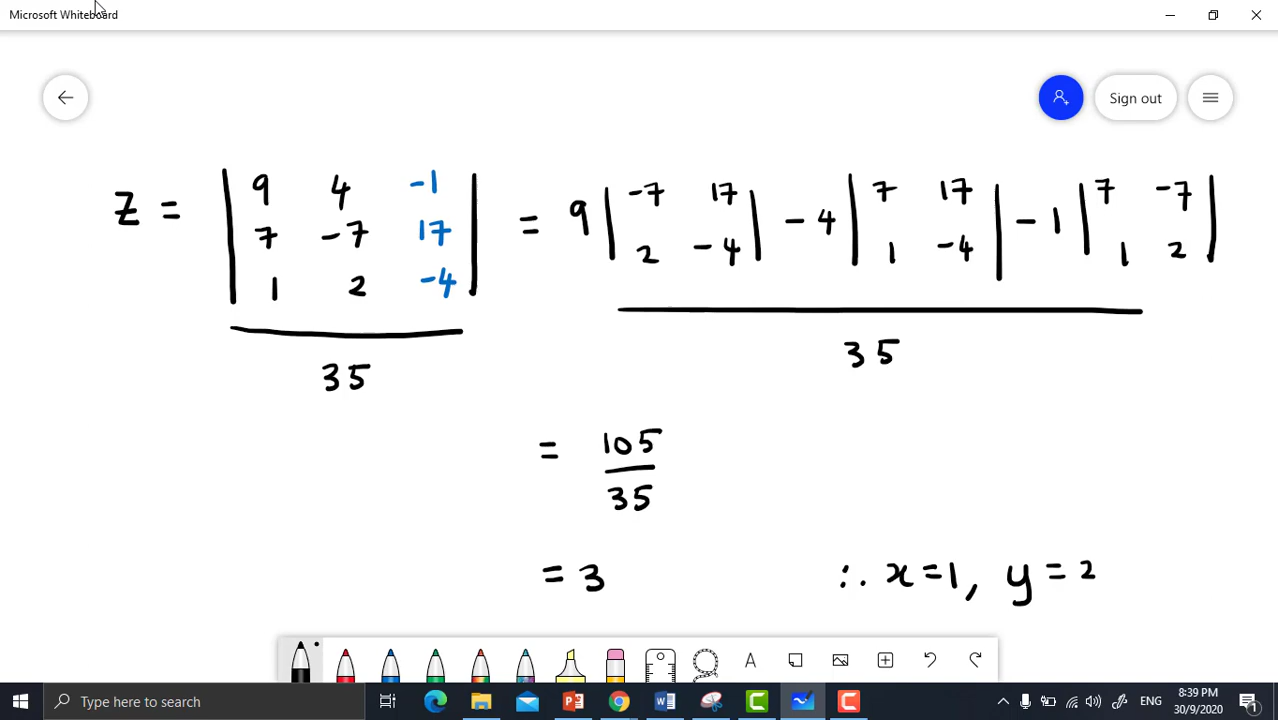 Microsoft Whiteboard
Sign out
Z = | 9 4 -1 | = 9 | -7 17 | - 4 | 7 17 | - 1 | 7 -7 |
| 7 -7 17 | | 2 -4 | | 1 -4 | | 1 2 |
| 1 2 -4 |
35 35
= 105
35
= 3 ∴ x = 1, y = 2
A
Type here to search
ENG
8:39 PM
30/9/2020
1